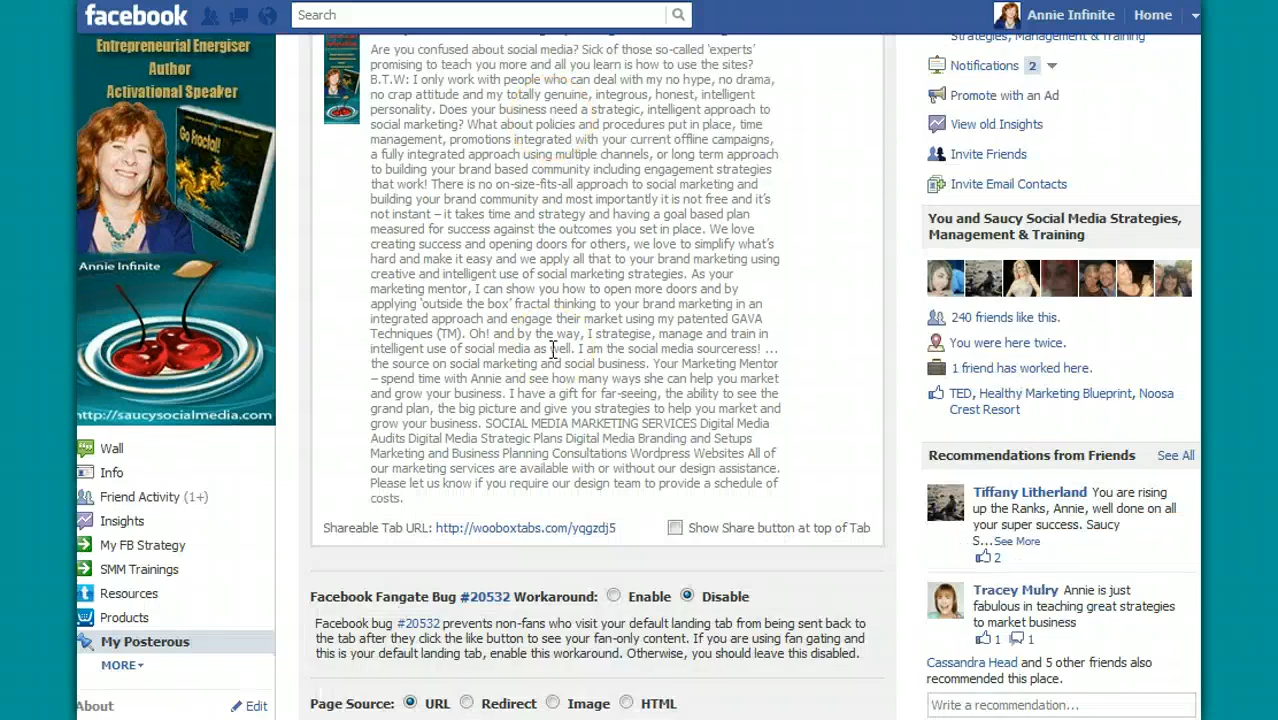 facebook
Search
Annie Infinite
Home
Entrepreneurial Energiser
Author
Activational Speaker
Go Fractal!
Annie Infinite
http://saucysocialmedia.com
Wall
Info
Friend Activity (1+)
Insights
My FB Strategy
SMM Trainings
Resources
Products
My Posterous
MORE
About
Edit
Are you confused about social media? Sick of those so-called 'experts'
promising to teach you more and all you learn is how to use the sites?
B.T.W: I only work with people who can deal with my no hype, no drama,
no crap attitude and my totally genuine, integrous, honest, intelligent
personality. Does your business need a strategic, intelligent approach to
social marketing? What about policies and procedures put in place, time
management, promotions integrated with your current offline campaigns,
a fully integrated approach using multiple channels, or long term approach
to building your brand based community including engagement strategies
that work! There is no on-size-fits-all approach to social marketing and
building your brand community and most importantly it is not free and it's
not instant – it takes time and strategy and having a goal based plan
measured for success against the outcomes you set in place. We love
creating success and opening doors for others, we love to simplify what's
hard and make it easy and we apply all that to your brand marketing using
creative and intelligent use of social marketing strategies. As your
marketing mentor, I can show you how to open more doors and by
applying 'outside the box' fractal thinking to your brand marketing in an
integrated approach and engage their market using my patented GAVA
Techniques (TM). Oh! and by the way, I strategise, manage and train in
intelligent use of social media as well. I am the social media sourceress! ...
the source on social marketing and social business. Your Marketing Mentor
– spend time with Annie and see how many ways she can help you market
and grow your business. I have a gift for far-seeing, the ability to see the
grand plan, the big picture and give you strategies to help you market and
grow your business. SOCIAL MEDIA MARKETING SERVICES Digital Media
Audits Digital Media Strategic Plans Digital Media Branding and Setups
Marketing and Business Planning Consultations Wordpress Websites All of
our marketing services are available with or without our design assistance.
Please let us know if you require our design team to provide a schedule of
costs.
Shareable Tab URL: http://wooboxtabs.com/yqgzdj5
Show Share button at top of Tab
Facebook Fangate Bug #20532 Workaround: Enable Disable
Facebook bug #20532 prevents non-fans who visit your default landing tab from being sent back to
the tab after they click the like button to see your fan-only content. If you are using fan gating and
this is your default landing tab, enable this workaround. Otherwise, you should leave this disabled.
Page Source: URL Redirect Image HTML
Strategies, Management & Training
Notifications 2
Promote with an Ad
View old Insights
Invite Friends
Invite Email Contacts
You and Saucy Social Media Strategies,
Management & Training
240 friends like this.
You were here twice.
1 friend has worked here.
TED, Healthy Marketing Blueprint, Noosa
Crest Resort
Recommendations from Friends
See All
Tiffany Litherland You are rising
up the Ranks, Annie, well done on all
your super success. Saucy
S...See More
2
Tracey Mulry Annie is just
fabulous in teaching great strategies
to market business
1 1
Cassandra Head and 5 other friends also
recommended this place.
Write a recommendation...